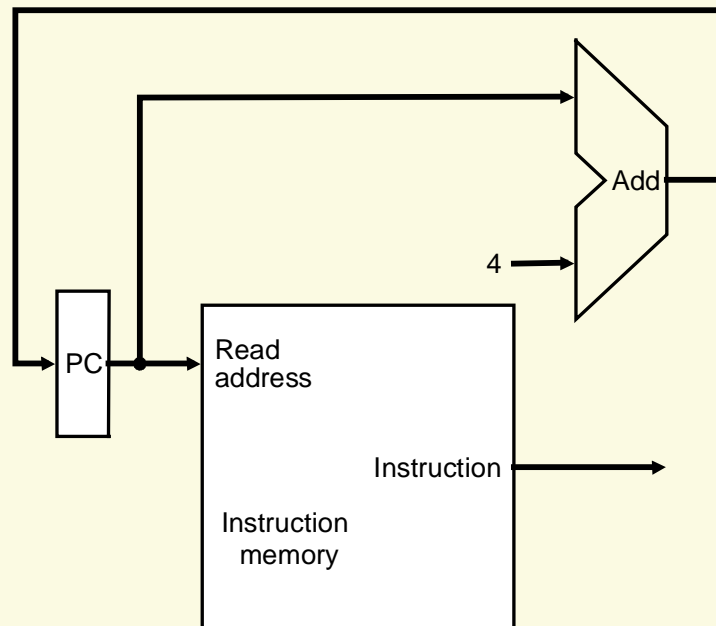 Add
4
PC
Read
address
Instruction
Instruction
memory